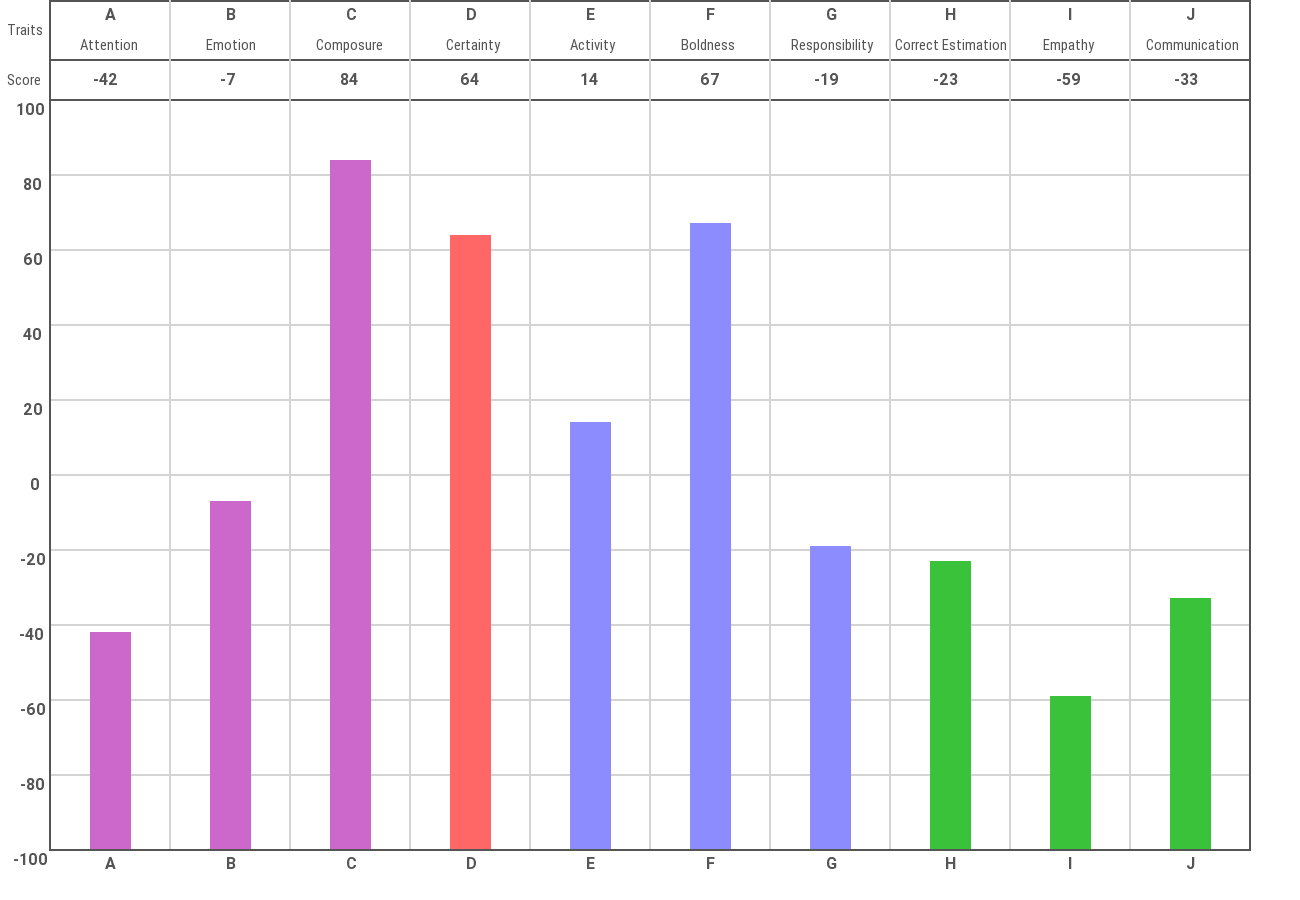 A B C D E F G H I J
Traits
Attention Emotion Composure Certainty Activity Boldness Responsibility Correct Estimation Empathy Communication
Score -42 -7 84 64 14 67 -19 -23 -59 -33
100
80
60
40
20
0
-20
-40
-60
-80
-100
A B C D E F G H I J